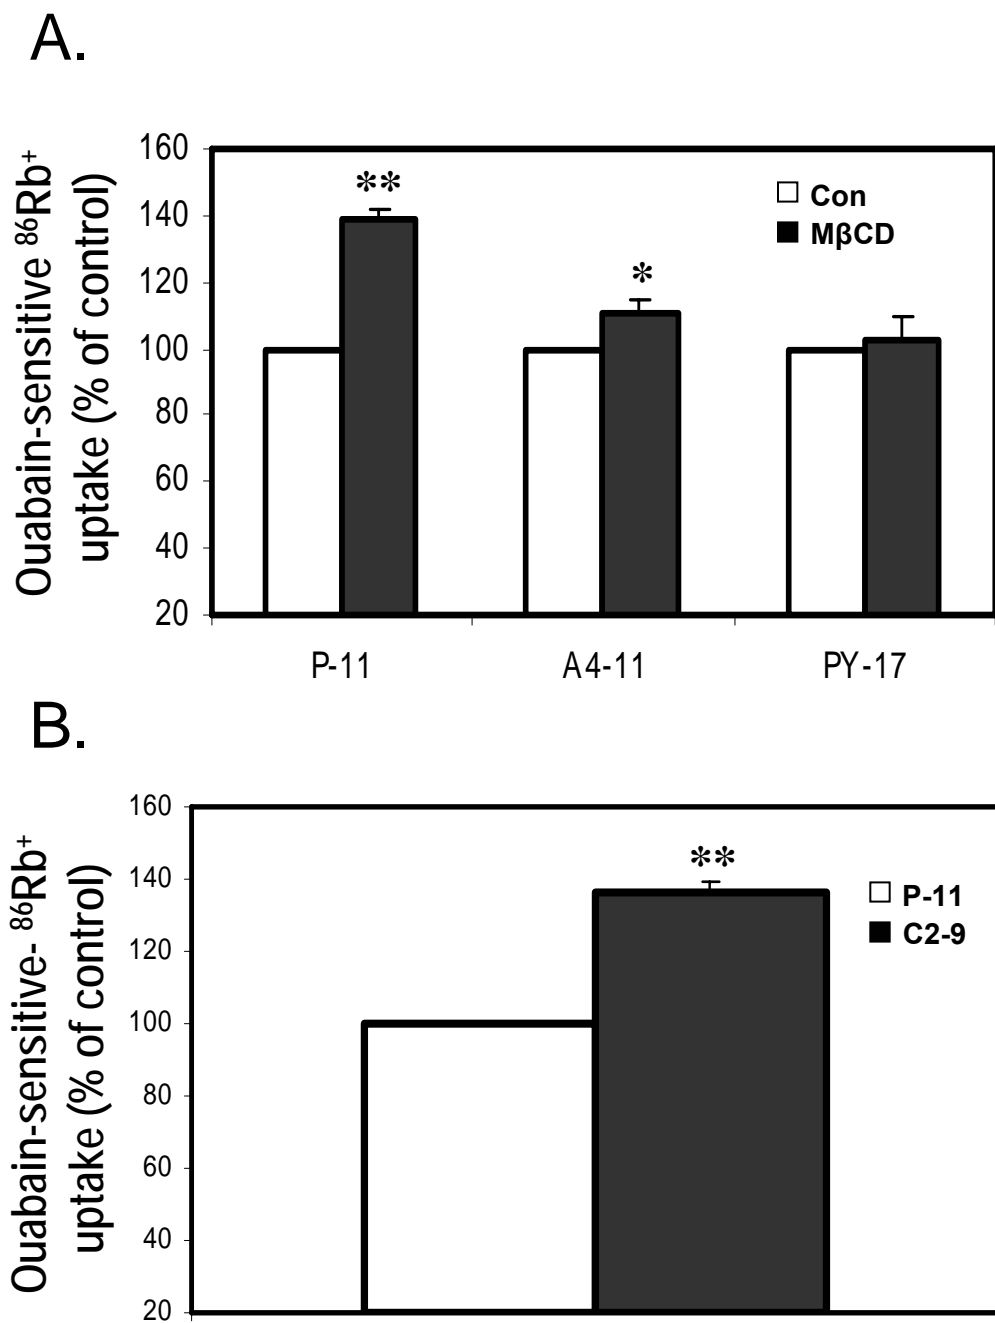 A.
Ouabain-sensitive ⁸⁶Rb⁺
uptake (% of control)
160
140
120
100
80
60
40
20
**
*
Con
MβCD
P-11
A4-11
PY-17
B.
Ouabain-sensitive- ⁸⁶Rb⁺
uptake (% of control)
160
140
120
100
80
60
40
20
**
P-11
C2-9